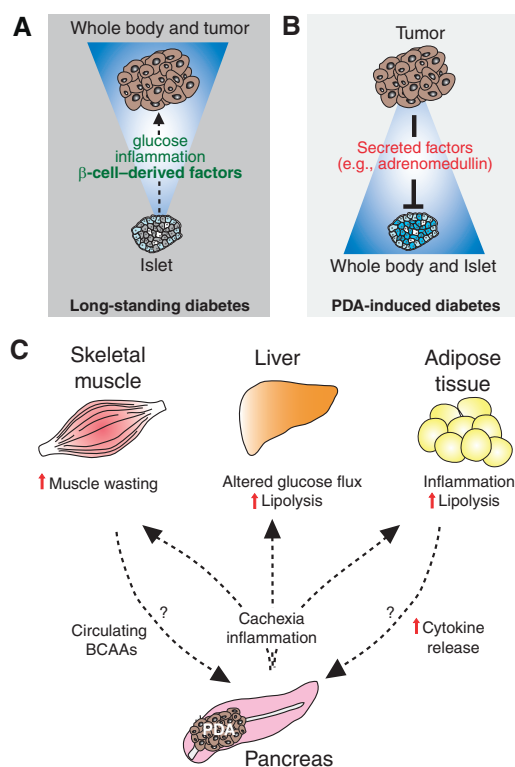 A
Whole body and tumor
glucose
inflammation
β-cell–derived factors
Islet
Long-standing diabetes
B
Tumor
Secreted factors
(e.g., adrenomedullin)
Whole body and Islet
PDA-induced diabetes
C
Skeletal
muscle
Muscle wasting
Liver
Altered glucose flux
Lipolysis
Adipose
tissue
Inflammation
Lipolysis
?
Circulating
BCAAs
Cachexia
inflammation
?
Cytokine
release
PDA
Pancreas